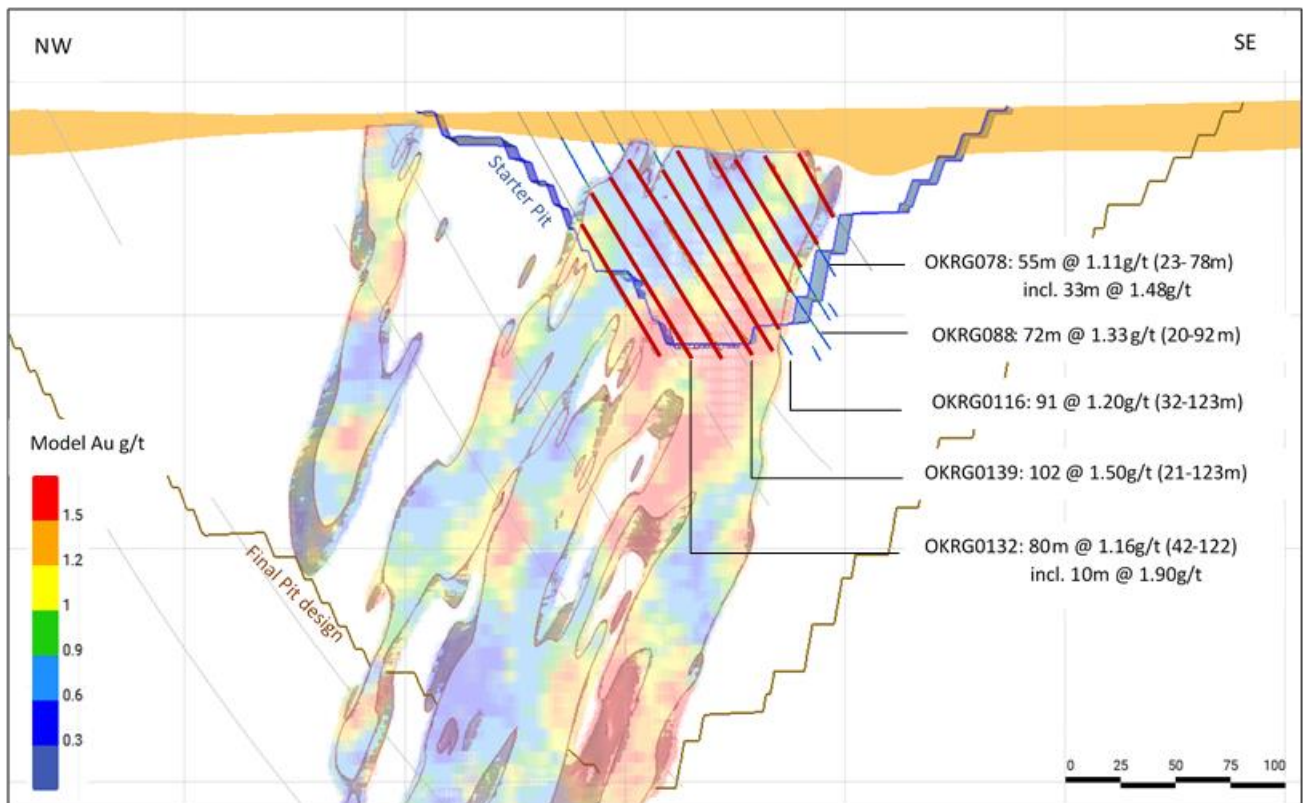 NW
SE
Starter Pit
OKRG078: 55m @ 1.11g/t (23-78m)
incl. 33m @ 1.48g/t
OKRG088: 72m @ 1.33 g/t (20-92m)
OKRG0116: 91 @ 1.20g/t (32-123m)
OKRG0139: 102 @ 1.50g/t (21-123m)
OKRG0132: 80m @ 1.16g/t (42-122)
incl. 10m @ 1.90g/t
Model Au g/t
1.5
1.2
1
0.9
0.6
0.3
Final Pit design
0 25 50 75 100